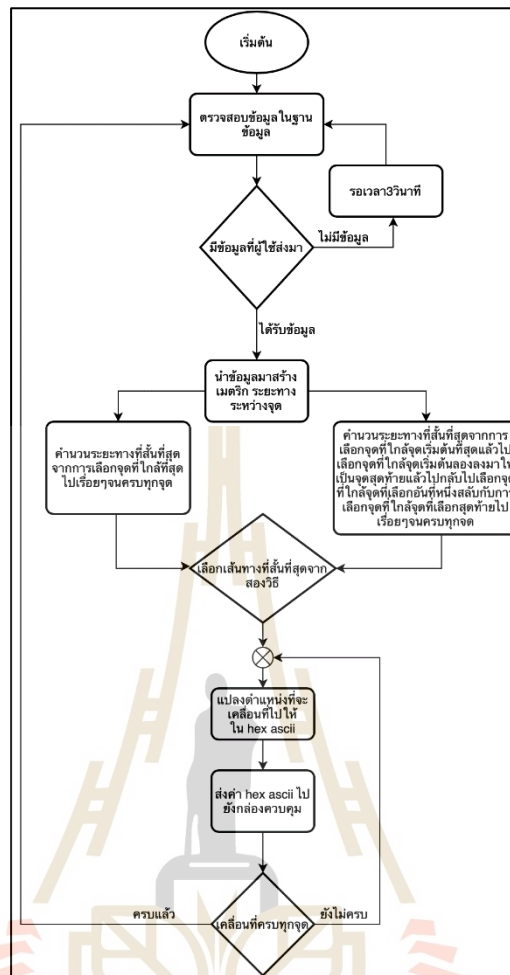 เริ่มต้น
ตรวจสอบข้อมูลในฐาน
ข้อมูล
รอเวลา3วินาที
มีข้อมูลที่ผู้ใช้ส่งมา
ไม่มีข้อมูล
ได้รับข้อมูล
นำข้อมูลมาสร้าง
เมตริก ระยะทาง
ระหว่างจุด
คำนวนระยะทางที่สั้นที่สุด
จากการเลือกจุดที่ใกล้ที่สุด
ไปเรื่อยๆจนครบทุกจุด
คำนวนระยะทางที่สั้นที่สุดจากการ
เลือกจุดที่ใกล้จุดเริ่มต้นที่สุดแล้วไป
เลือกจุดที่ใกล้จุดเริ่มต้นลองลงมาให้
เป็นจุดสุดท้ายแล้วไปกลับไปเลือกจุด
ที่ใกล้จุดที่เลือกอันที่หนึ่งสลับกับการ
เลือกจุดที่ใกล้จุดที่เลือกสุดท้ายไป
เรื่อยๆจนครบทุกจุด
เลือกเส้นทางที่สั้นที่สุดจาก
สองวิธี
แปลงตำแหน่งที่จะ
เคลื่อนที่ไป ให้
ใน hex ascii
ส่งค่า hex ascii ไป
ยังกล่องควบคุม
ครบแล้ว
ยังไม่ครบ
เคลื่อนที่ครบทุกจุด